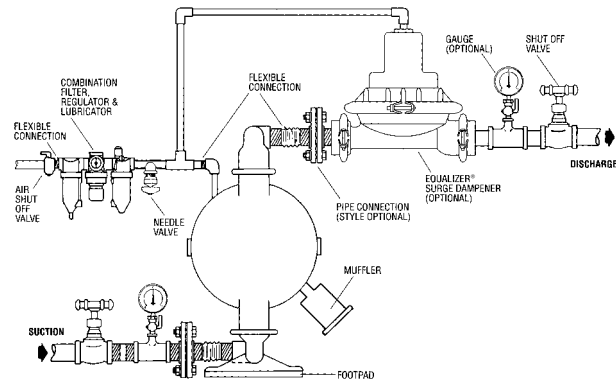 GAUGE
(OPTIONAL)
SHUT OFF
VALVE
COMBINATION
FILTER,
REGULATOR &
LUBRICATOR
FLEXIBLE
CONNECTION
FLEXIBLE
CONNECTION
DISCHARGE
AIR
SHUT
OFF
VALVE
NEEDLE
VALVE
PIPE CONNECTION
(STYLE OPTIONAL)
EQUALIZER®
SURGE DAMPENER
(OPTIONAL)
MUFFLER
SUCTION
FOOTPAD